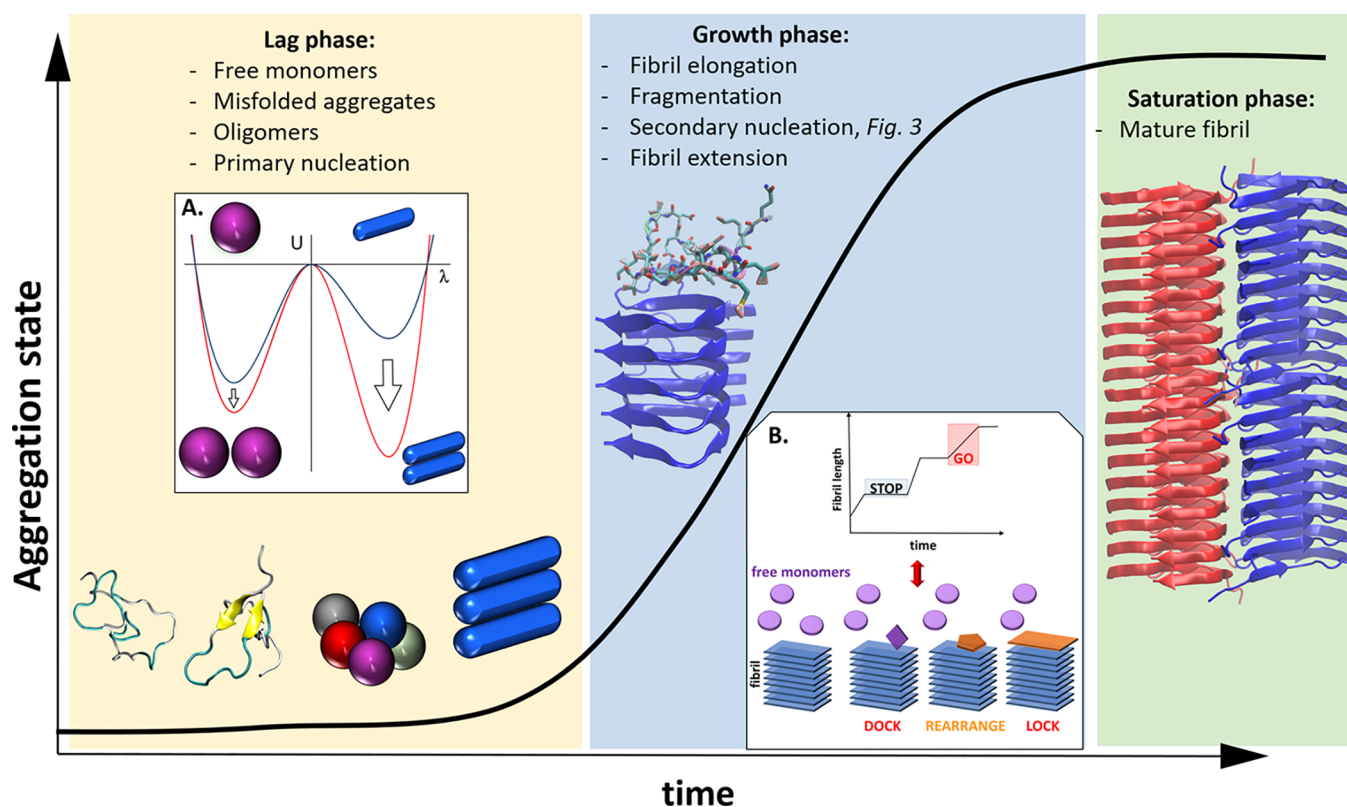 Lag phase:
- Free monomers
- Misfolded aggregates
- Oligomers
- Primary nucleation
A.
U
λ
Growth phase:
- Fibril elongation
- Fragmentation
- Secondary nucleation, Fig. 3
- Fibril extension
B.
Fibril length
STOP
GO
time
free monomers
fibril
DOCK REARRANGE LOCK
Saturation phase:
- Mature fibril
Aggregation state
time